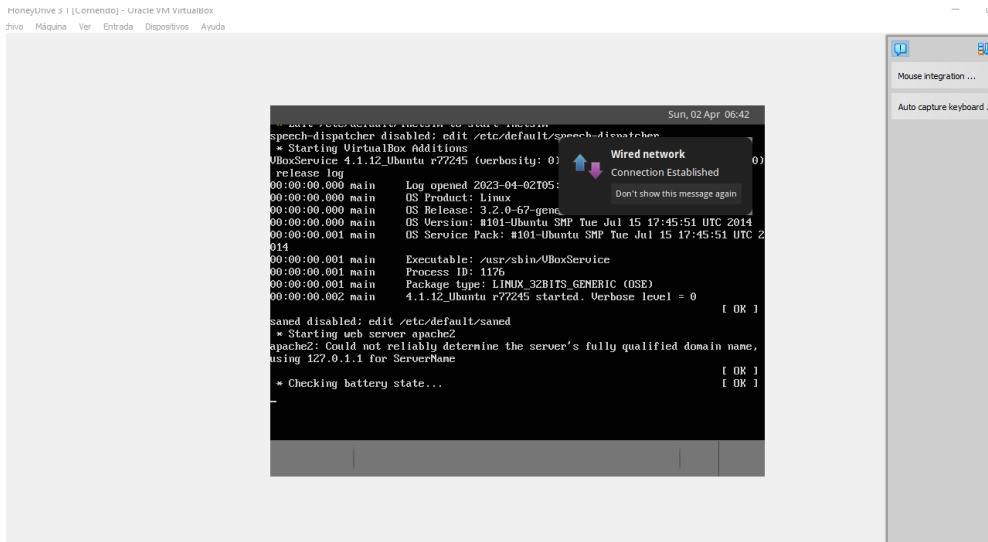 HoneyDrive 3 1 [Corriendo] - Oracle VM VirtualBox
Máquina Ver Entrada Dispositivos Ayuda
Mouse integration ...
Auto capture keyboard
Sun, 02 Apr 06:42
speech-dispatcher disabled; edit /etc/default/speech-dispatcher
* Starting VirtualBox Additions
VBoxService 4.1.12_Ubuntu r77245 (verbosity: 0)
release log
00:00:00.000 main Log opened 2023-04-02T05:
00:00:00.000 main OS Product: Linux
00:00:00.000 main OS Release: 3.2.0-67-gene
00:00:00.000 main OS Version: #101-Ubuntu SMP Tue Jul 15 17:45:51 UTC 2014
00:00:00.001 main OS Service Pack: #101-Ubuntu SMP Tue Jul 15 17:45:51 UTC 2
014
00:00:00.001 main Executable: /usr/sbin/VBoxService
00:00:00.001 main Process ID: 1176
00:00:00.001 main Package type: LINUX_32BITS_GENERIC (OSE)
00:00:00.002 main 4.1.12_Ubuntu r77245 started. Verbose level = 0
[ OK ]
saned disabled; edit /etc/default/saned
* Starting web server apache2
apache2: Could not reliably determine the server's fully qualified domain name,
using 127.0.1.1 for ServerName
[ OK ]
* Checking battery state... [ OK ]
Wired network
Connection Established
Don't show this message again